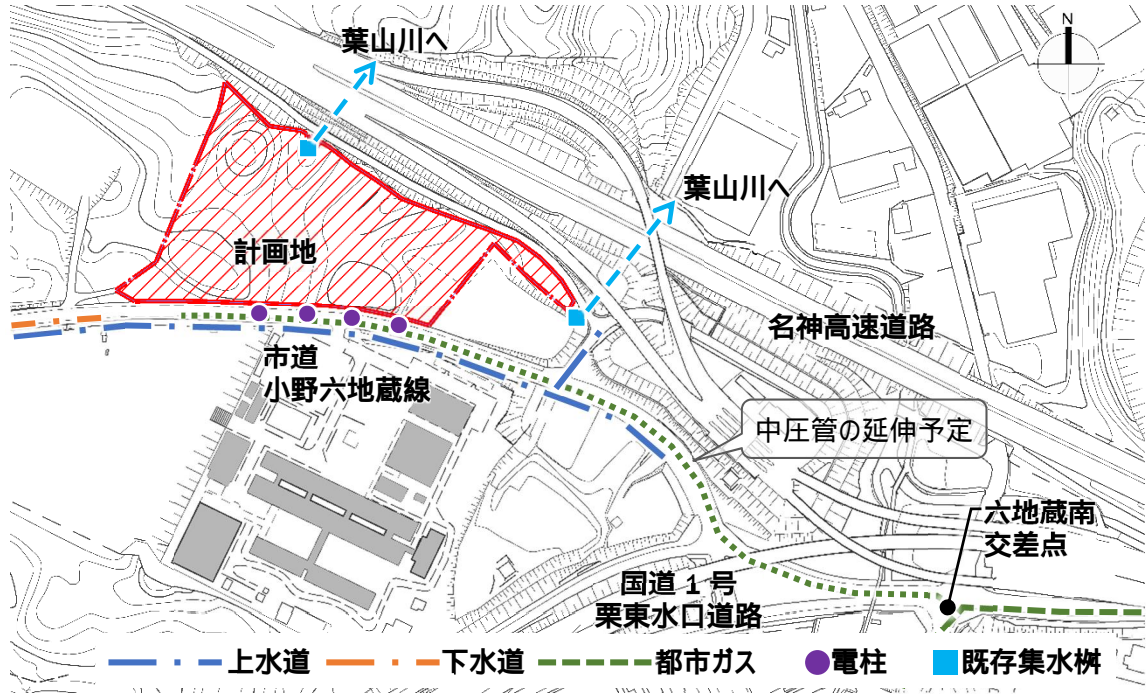 N
葉山川へ
葉山川へ
計画地
名神高速道路
市道
小野六地蔵線
中圧管の延伸予定
六地蔵南
交差点
国道1号
栗東水口道路
上水道
下水道
都市ガス
電柱
既存集水桝